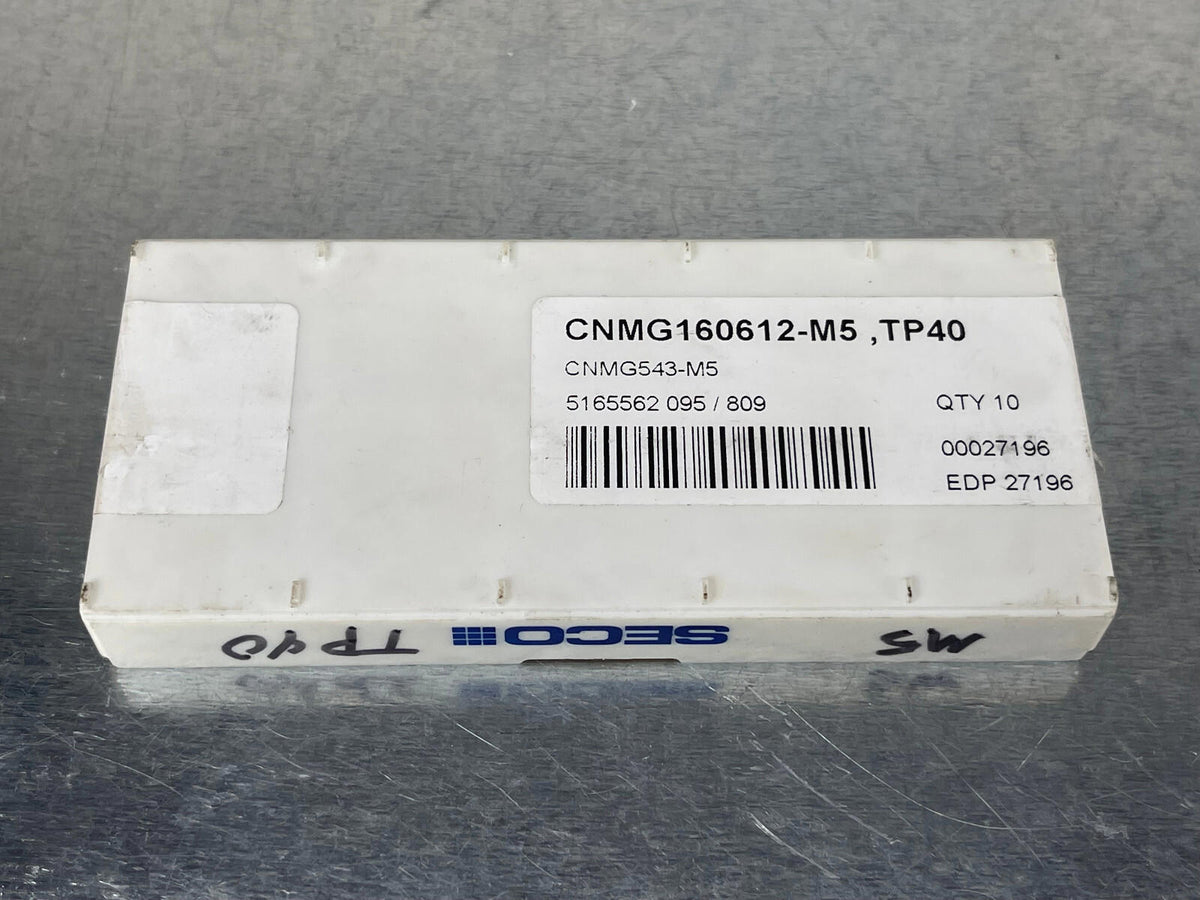 CNMG160612-M5 ,TP40
CNMG543-M5
5165562 095 / 809
QTY 10
00027196
EDP 27196
TP40
SECO
M5